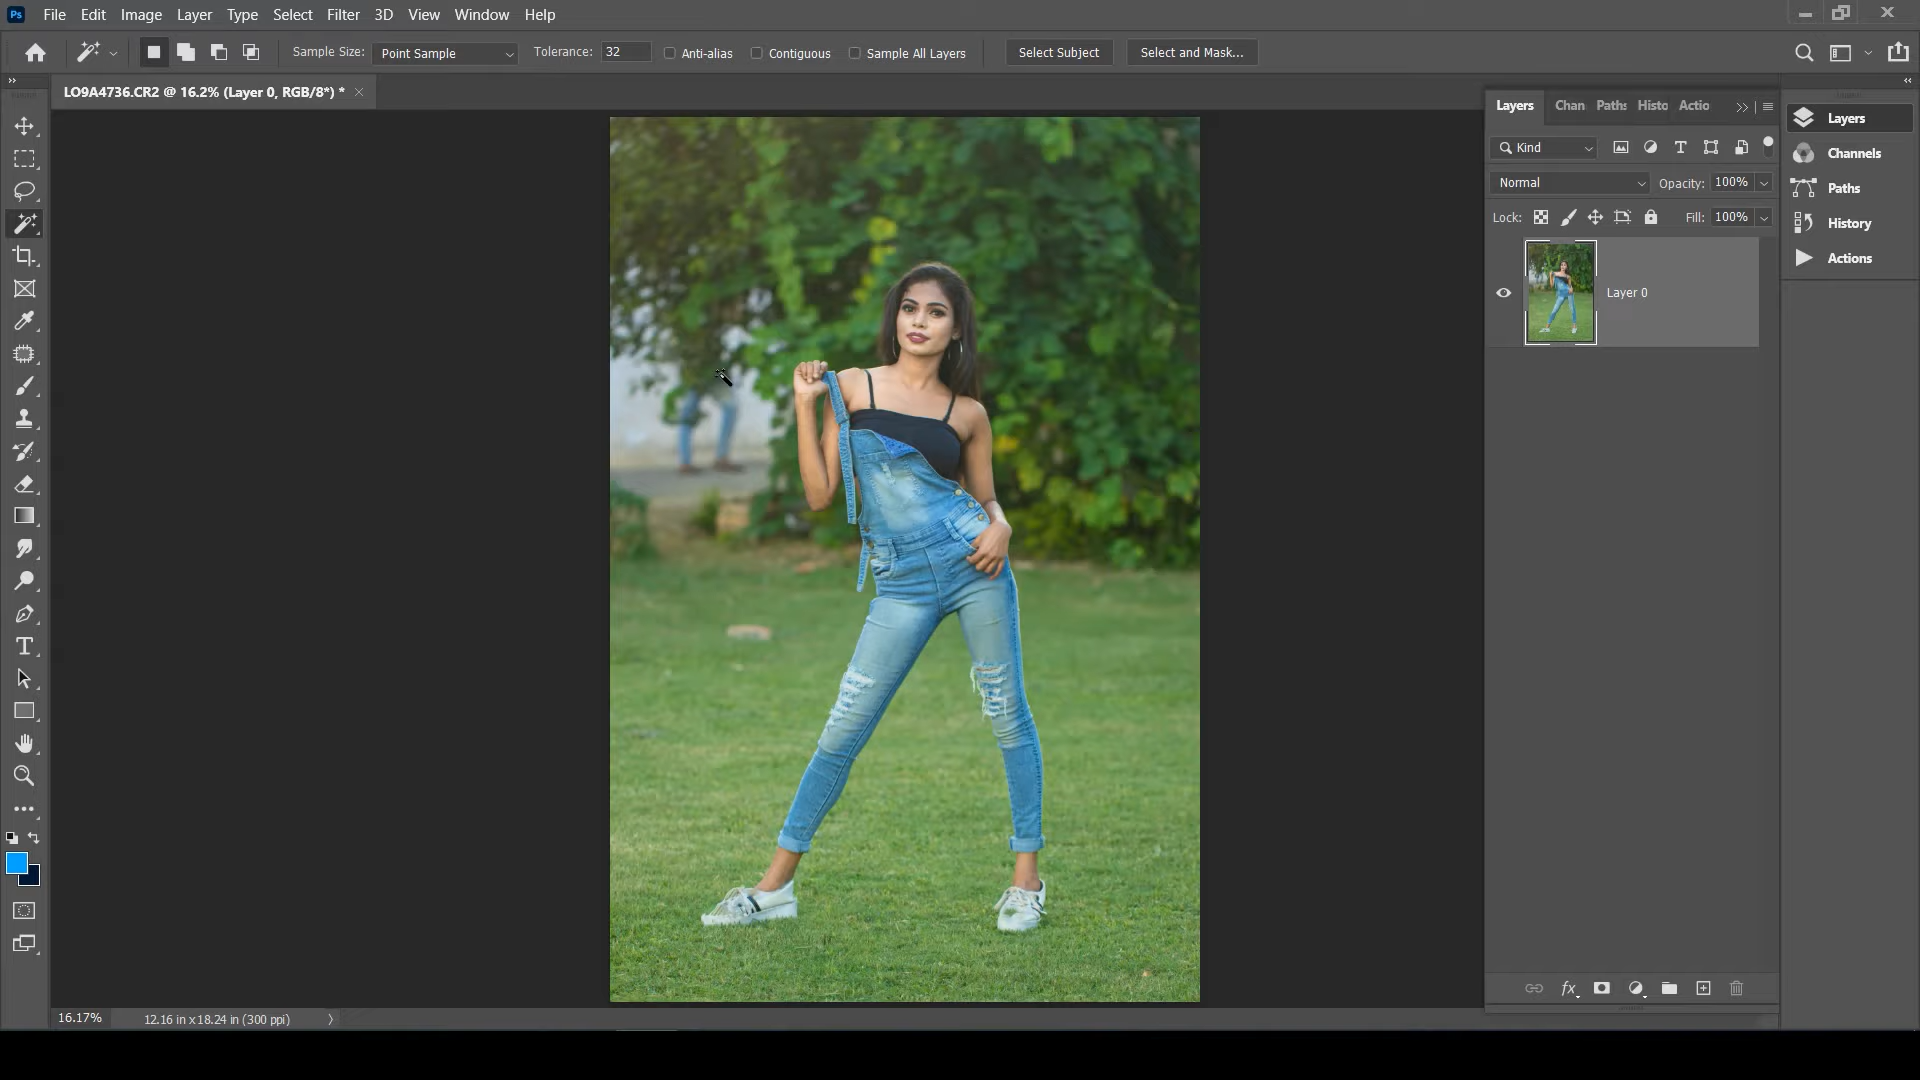 Ps File Edit Image Layer Type Select Filter 3D View Window Help
Sample Size: Point Sample Tolerance: 32 Anti-alias Contiguous Sample All Layers Select Subject Select and Mask...
LO9A4736.CR2 @ 16.2% (Layer 0, RGB/8*) * ×
Layers Chan Paths Histo Actio
Kind
Normal Opacity: 100%
Lock: Fill: 100%
Layer 0
Layers
Channels
Paths
History
Actions
fx
16.17% 12.16 in x 18.24 in (300 ppi)